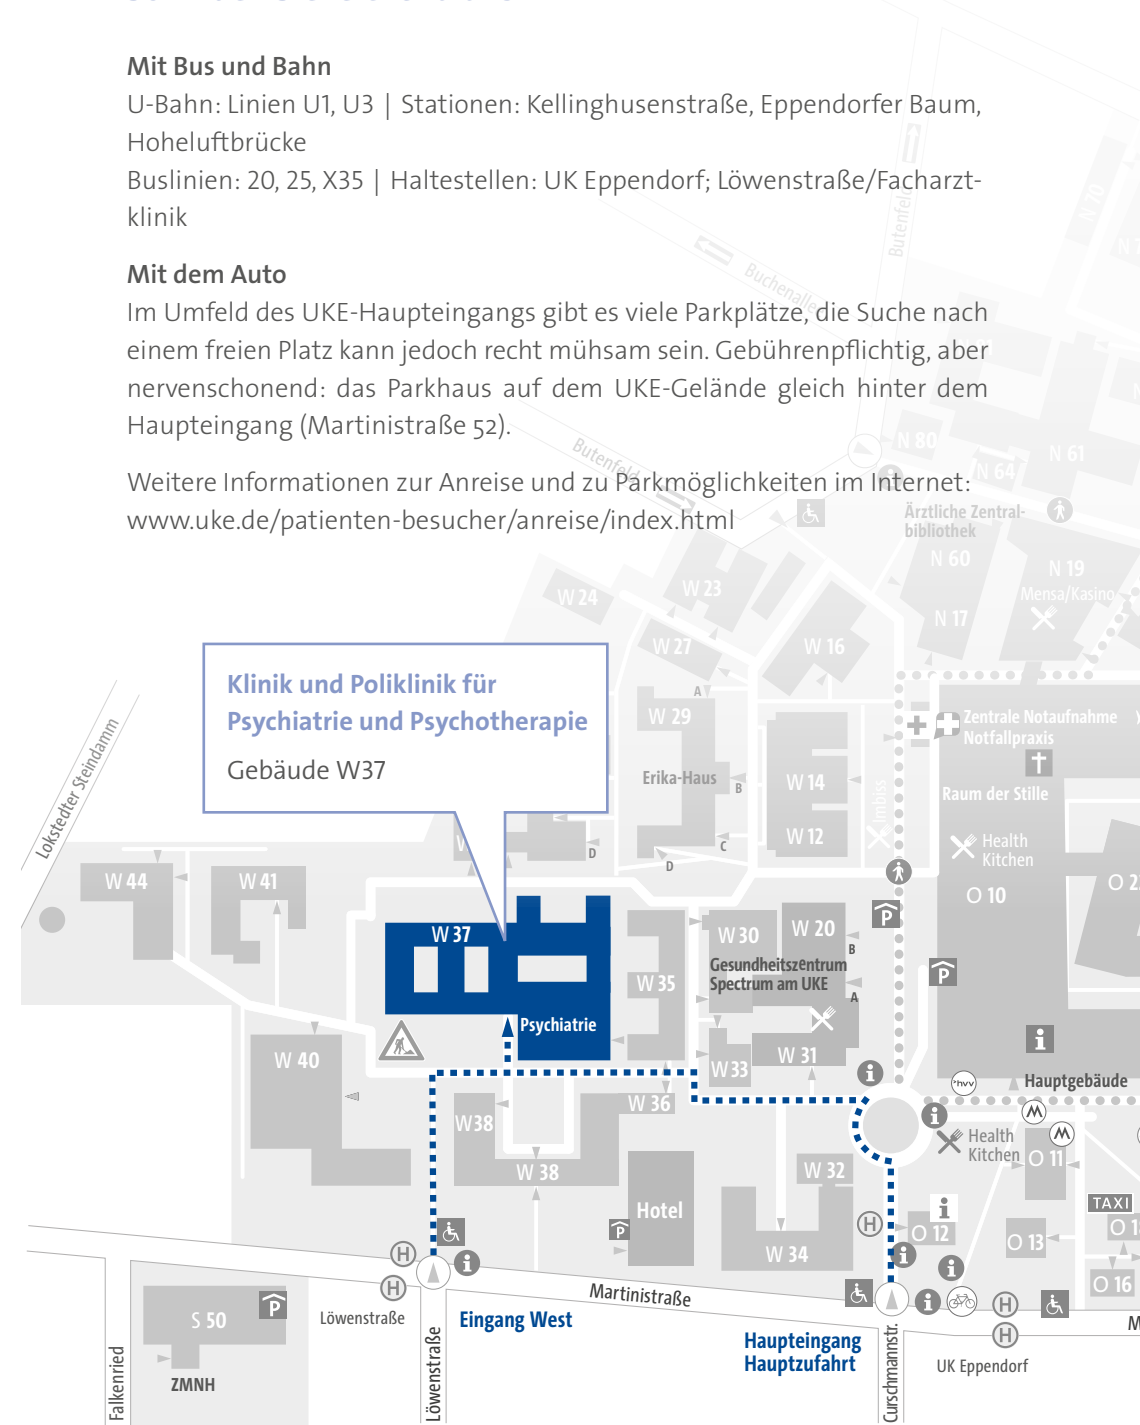 Mit Bus und Bahn
U-Bahn: Linien U1, U3 | Stationen: Kellinghusenstraße, Eppendorfer Baum,
Hoheluftbrücke
Buslinien: 20, 25, X35 | Haltestellen: UK Eppendorf; Löwenstraße/Facharzt-
klinik
Mit dem Auto
Im Umfeld des UKE-Haupteingangs gibt es viele Parkplätze, die Suche nach
einem freien Platz kann jedoch recht mühsam sein. Gebührenpflichtig, aber
nervenschonend: das Parkhaus auf dem UKE-Gelände gleich hinter dem
Haupteingang (Martinistraße 52).
Weitere Informationen zur Anreise und zu Parkmöglichkeiten im Internet:
www.uke.de/patienten-besucher/anreise/index.html
N 70
Butenfeld
Buchenallee
Butenfeld
N 80
N 61
N 64
Ärztliche Zentral-
bibliothek
N 60
N 19
Mensa/Kasino
N 17
W 24
W 23
W 27
W 16
Klinik und Poliklinik für
Psychiatrie und Psychotherapie
Gebäude W37
A
W 29
Erika-Haus
B
C
D
D
W 14
W 12
Imbiss
Zentrale Notaufnahme
Notfallpraxis
Raum der Stille
Health
Kitchen
O 10
Lokstedter Steindamm
W 44
W 41
W 37
Psychiatrie
W 35
W 30
W 20
B
Gesundheitszentrum
Spectrum am UKE
A
P
P
W 40
W 33
W 31
W 36
W38
W 38
Hauptgebäude
hvv
M
M
Health
Kitchen
O 11
W 32
Hotel
P
W 34
H
O 12
O 13
TAXI
O 16
H
H
Martinistraße
H
H
S 50
P
ZMNH
Löwenstraße
Eingang West
Haupteingang
Hauptzufahrt
UK Eppendorf
Falkenried
Löwenstraße
Curschmannstr.